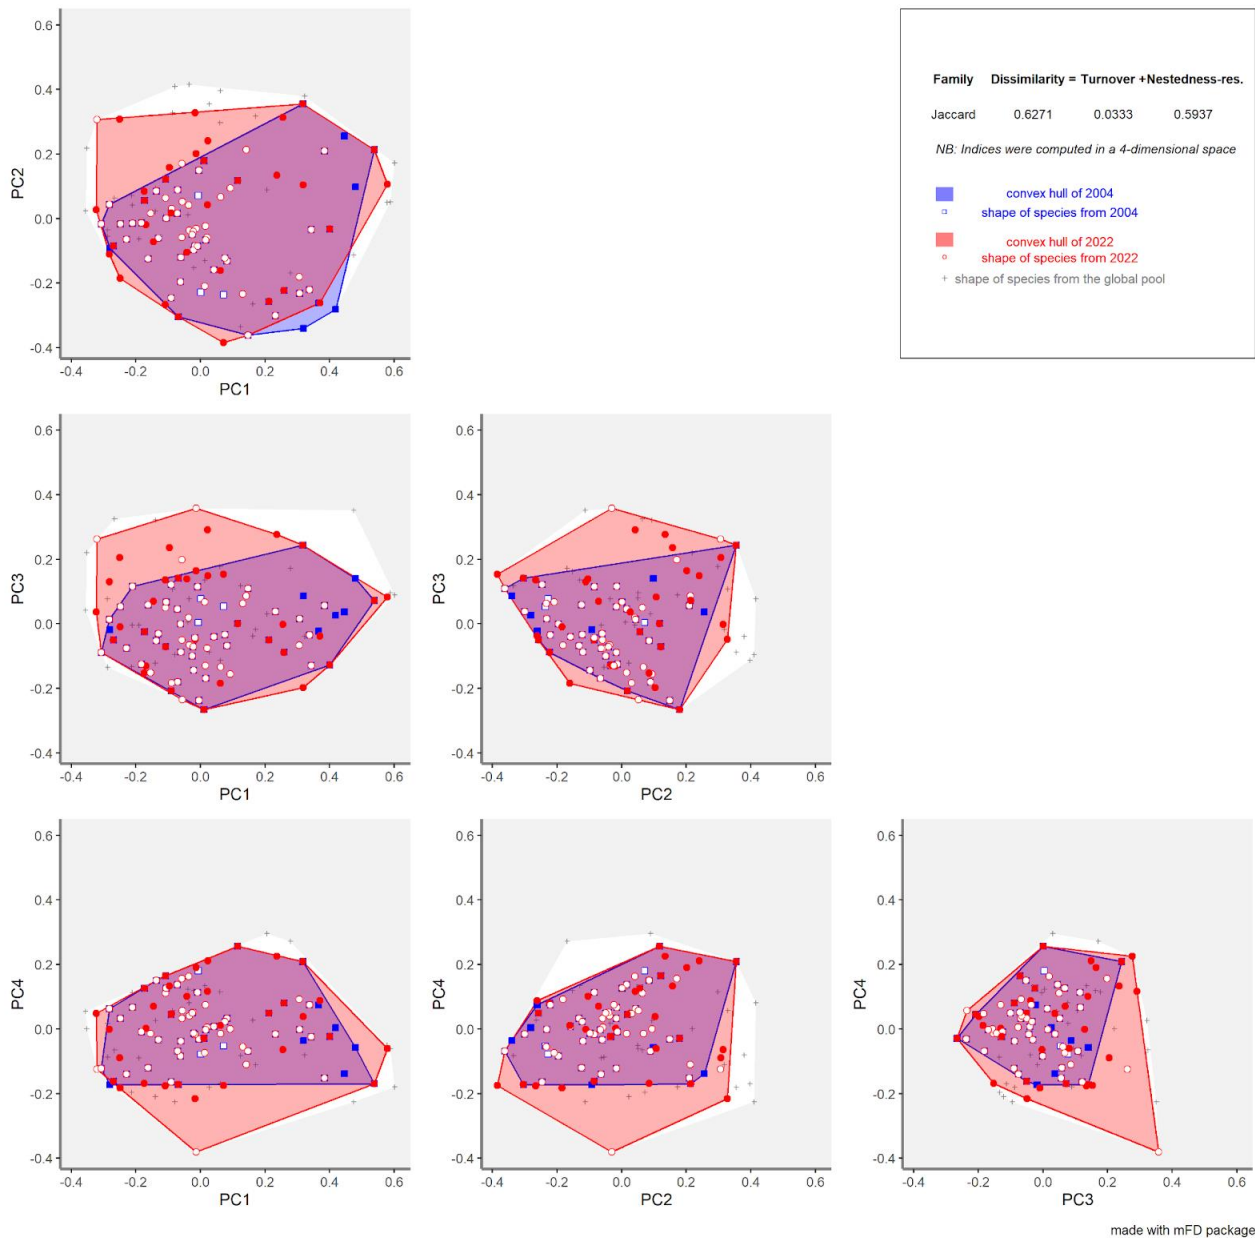 0.6
0.4
0.2
0.0
-0.2
-0.4
PC2
-0.4 -0.2 0.0 0.2 0.4 0.6
PC1
Family Dissimilarity = Turnover +Nestedness-res.
Jaccard 0.6271 0.0333 0.5937
NB: Indices were computed in a 4-dimensional space
convex hull of 2004
shape of species from 2004
convex hull of 2022
shape of species from 2022
shape of species from the global pool
0.6
0.4
0.2
0.0
-0.2
-0.4
PC3
-0.4 -0.2 0.0 0.2 0.4 0.6
PC1
0.6
0.4
0.2
0.0
-0.2
-0.4
PC3
-0.4 -0.2 0.0 0.2 0.4 0.6
PC2
0.6
0.4
0.2
0.0
-0.2
-0.4
PC4
-0.4 -0.2 0.0 0.2 0.4 0.6
PC1
0.6
0.4
0.2
0.0
-0.2
-0.4
PC4
-0.4 -0.2 0.0 0.2 0.4 0.6
PC2
0.6
0.4
0.2
0.0
-0.2
-0.4
PC4
-0.4 -0.2 0.0 0.2 0.4 0.6
PC3
made with mFD package